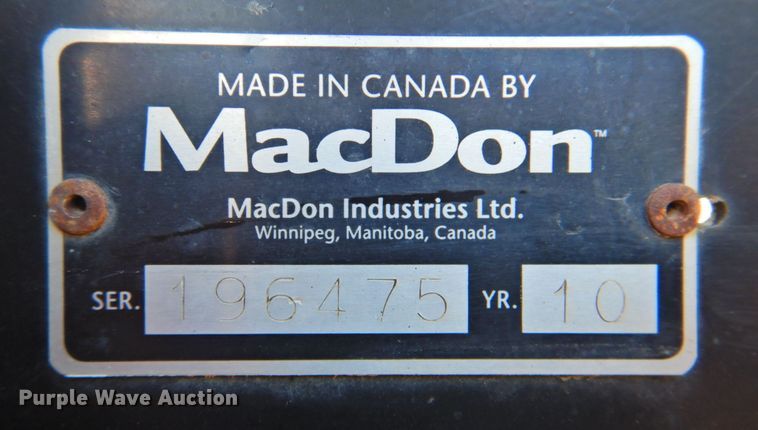 MADE IN CANADA BY
MacDon™
MacDon Industries Ltd.
Winnipeg, Manitoba, Canada
SER. 196475 YR. 10
Purple Wave Auction